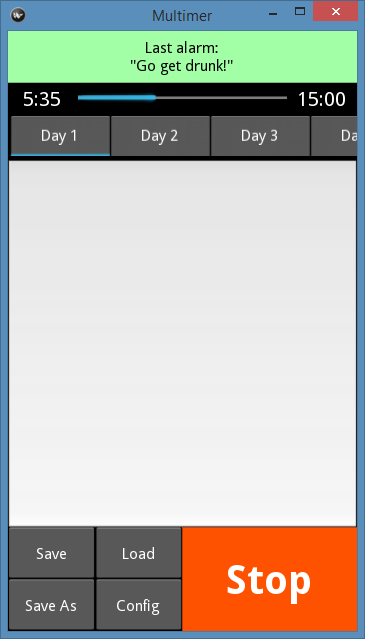 Multimer
Last alarm:
"Go get drunk!"
5:35 15:00
Day 1 Day 2 Day 3 Da
Save Load
Stop
Save As Config